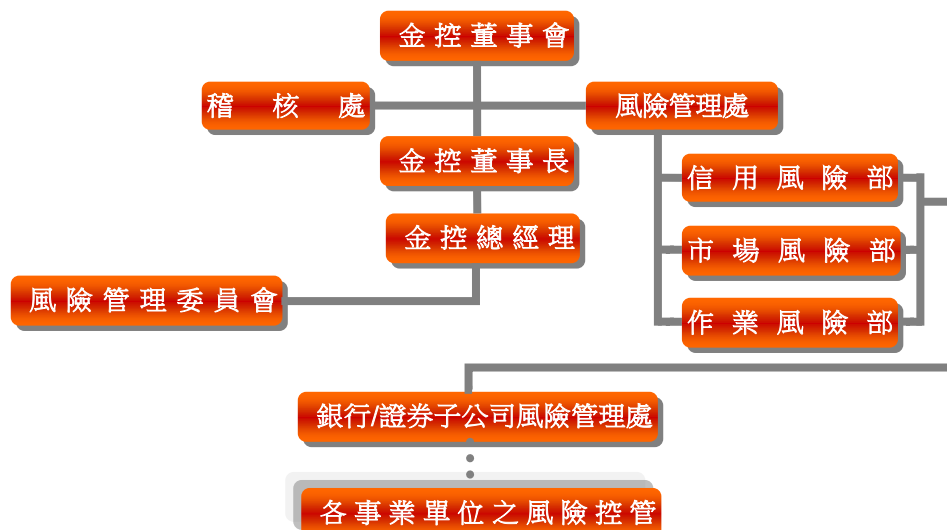 金控董事會
稽核處
風險管理處
金控董事長
信用風險部
金控總經理
市場風險部
風險管理委員會
作業風險部
銀行/證券子公司風險管理處
各事業單位之風險控管